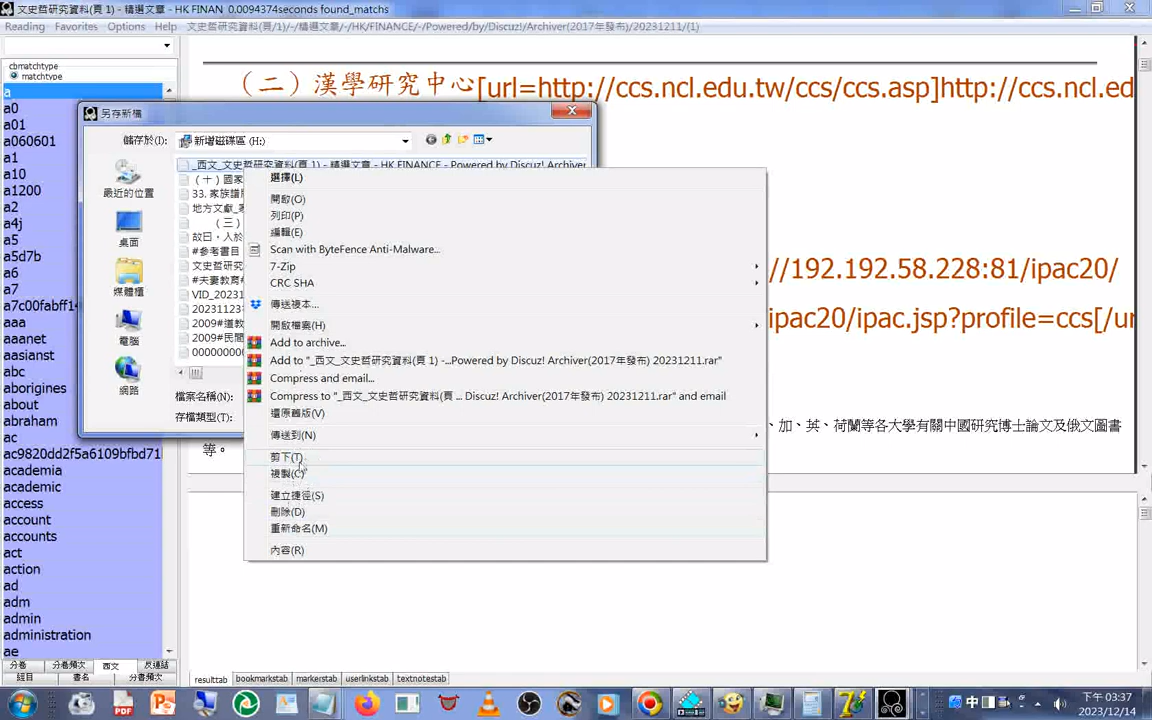 文史哲研究資料(頁 1) - 精選文章 - HK FINAN  0.0094374seconds found_matchs
Reading  Favorites  Options  Help  文史哲研究資料(頁/1)/-/精選文章/-/HK/FINANCE/-/Powered/by/Discuz!/Archiver(2017年發布)/20231211/(1)
cbmatchtype
matchtype
a
a0
a01
a060601
a1
a10
a1200
a2
a4j
a5
a5d7b
a6
a7
a7c00fabff14
aaa
aaanet
aasianst
abc
aborigines
about
abraham
ac
ac9820dd2f5a6109bfbd71
academia
academic
access
account
accounts
act
action
ad
adm
admin
administration
ae
分卷 分卷頻次 西文 反連結
經目 書名 分書頻次
（二）漢學研究中心[url=http://ccs.ncl.edu.tw/ccs/ccs.asp]http://ccs.ncl.ed
//192.192.58.228:81/ipac20/
ipac20/ipac.jsp?profile=ccs[/ur
、加、英、荷蘭等各大學有關中國研究博士論文及俄文圖書
等。
另存新檔
儲存於(I): 新增磁碟區 (H:)
最近的位置
桌面
媒體櫃
電腦
網路
_西文_文史哲研究資料(頁 1) - 精選文章 - HK FINANCE - Powered by Discuz! Archiver
（十）國家
33. 家族譜
地方文獻_
（三）
故曰，人於
#參考書目
文史哲研究
#夫妻教育#
VID_20231
20231123
2009#道教
2009#民間
000000000
檔案名稱(N):
存檔類型(T):
選擇(L)
開啟(O)
列印(P)
編輯(E)
Scan with ByteFence Anti-Malware...
7-Zip
CRC SHA
傳送複本...
開啟檔案(H)
Add to archive...
Add to "_西文_文史哲研究資料(頁 1) -...Powered by Discuz! Archiver(2017年發布) 20231211.rar"
Compress and email...
Compress to "_西文_文史哲研究資料(頁 ... Discuz! Archiver(2017年發布) 20231211.rar" and email
還原舊版(V)
傳送到(N)
剪下(T)
複製(C)
建立捷徑(S)
刪除(D)
重新命名(M)
內容(R)
resulttab bookmarkstab markerstab userlinkstab textnotestab
中
下午 03:37
2023/12/14